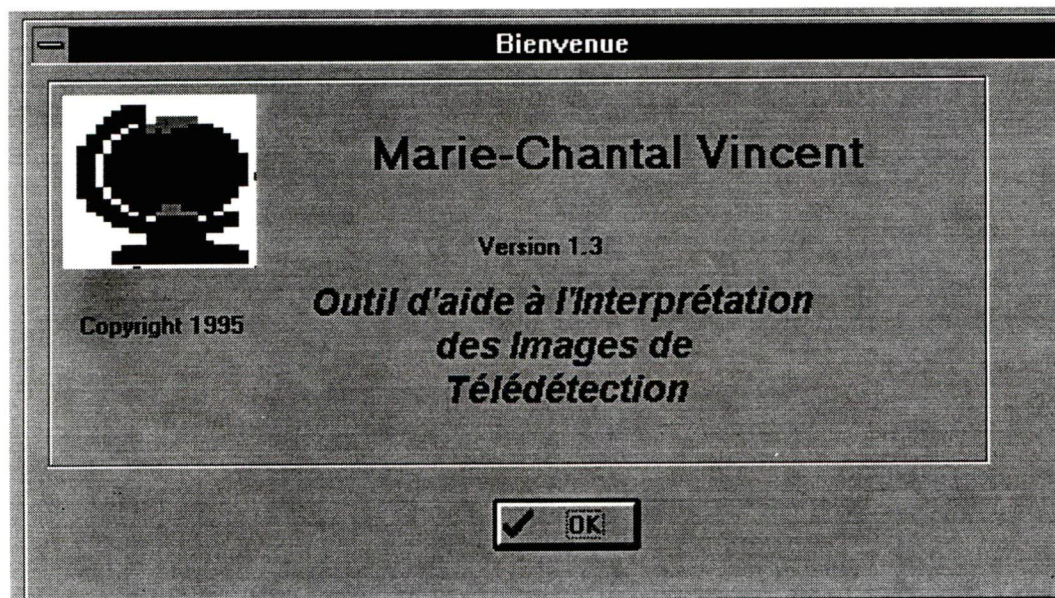 Bienvenue
Marie-Chantal Vincent
Version 1.3
Copyright 1995
Outil d'aide à l'Interprétation
des Images de
Télédétection
OK